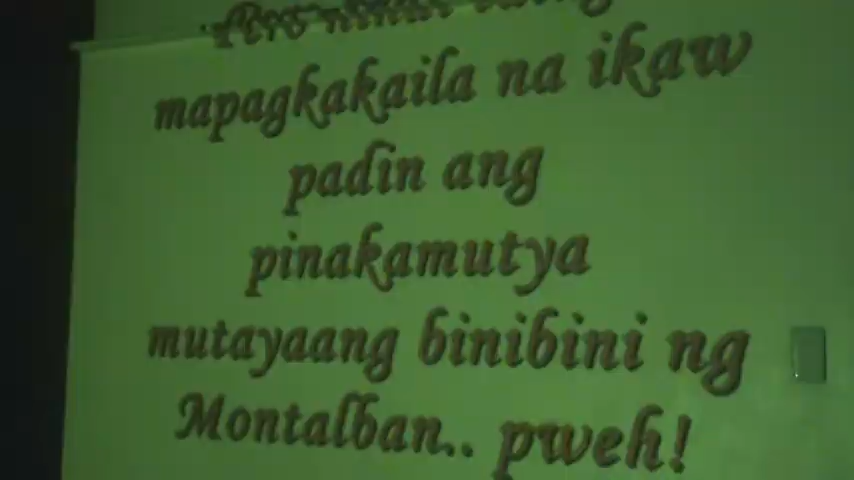 mapagkakaila na ikaw
padin ang
pinakamutya
mutayaang binibini ng
Montalban.. pweh!